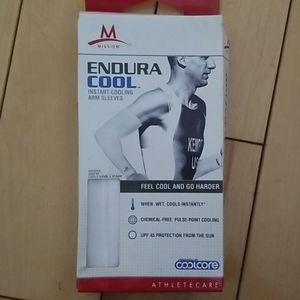 M
MISSION
ENDURA
COOL™
INSTANT COOLING
ARM SLEEVES
FEEL COOL AND GO HARDER
WHEN WET, COOLS INSTANTLY*
CHEMICAL-FREE, PULSE-POINT COOLING
UPF 45 PROTECTION FROM THE SUN
coolcore
ATHLETECARE